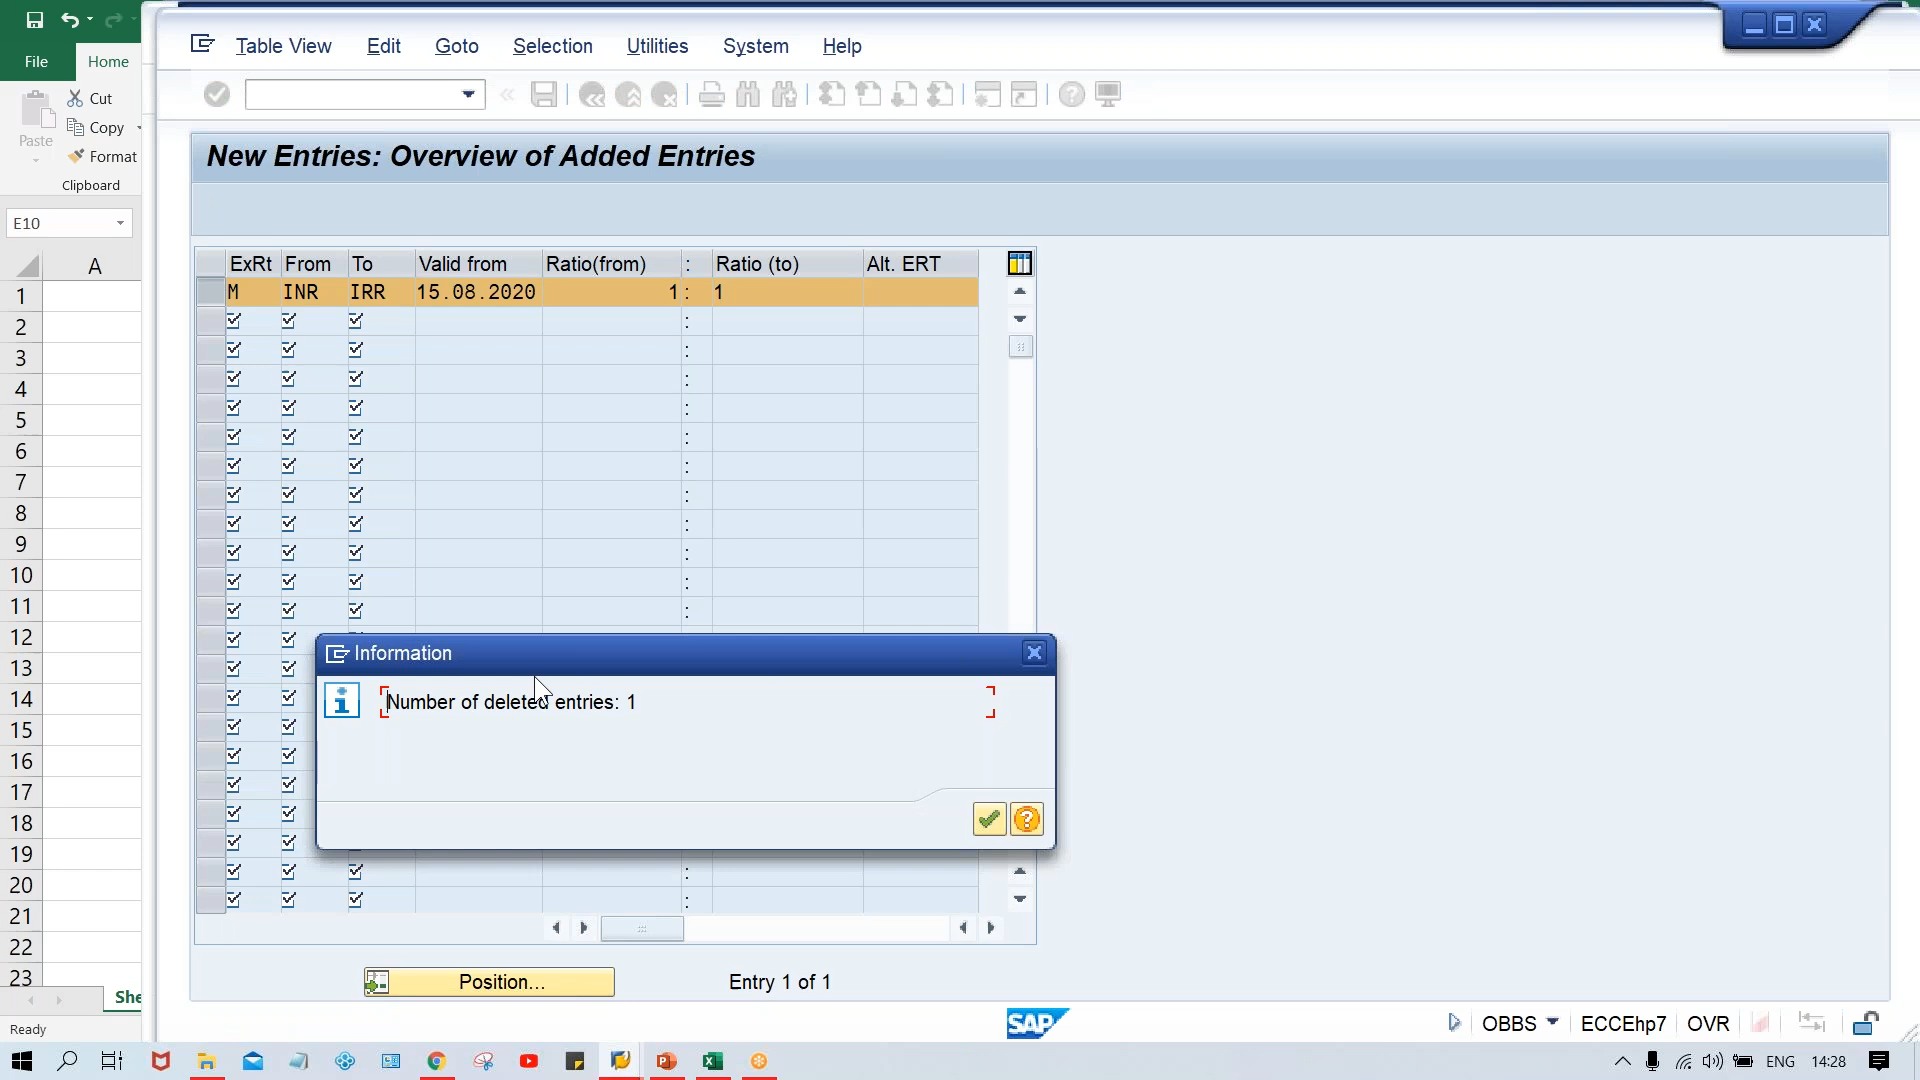 Table View Edit Goto Selection Utilities System Help
File Home
Cut
Copy
Paste
Format
Clipboard
New Entries: Overview of Added Entries
E10
A
ExRt From To Valid from Ratio(from) : Ratio (to) Alt. ERT
M INR IRR 15.08.2020 1 : 1
:
:
:
:
:
:
:
:
:
:
:
1
2
3
4
5
6
7
8
9
10
11
12
13
14
15
16
17
18
19
20
21
22
23
Information
Number of deleted entries: 1
:
:
Position... Entry 1 of 1
She
Ready
SAP OBBS ECCEhp7 OVR
ENG 14:28